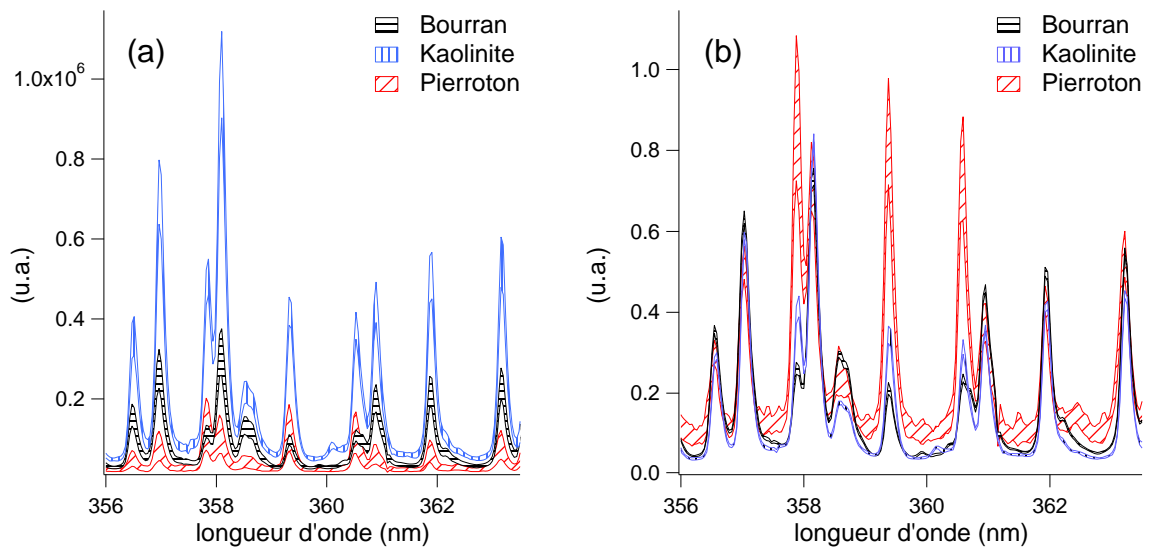 (a)
Bourran
Kaolinite
Pierroton
1.0x10⁶
0.8
0.6
0.4
0.2
(u.a.)
356
358
360
362
longueur d'onde (nm)
(b)
Bourran
Kaolinite
Pierroton
1.0
0.8
0.6
0.4
0.2
0.0
(u.a.)
356
358
360
362
longueur d'onde (nm)